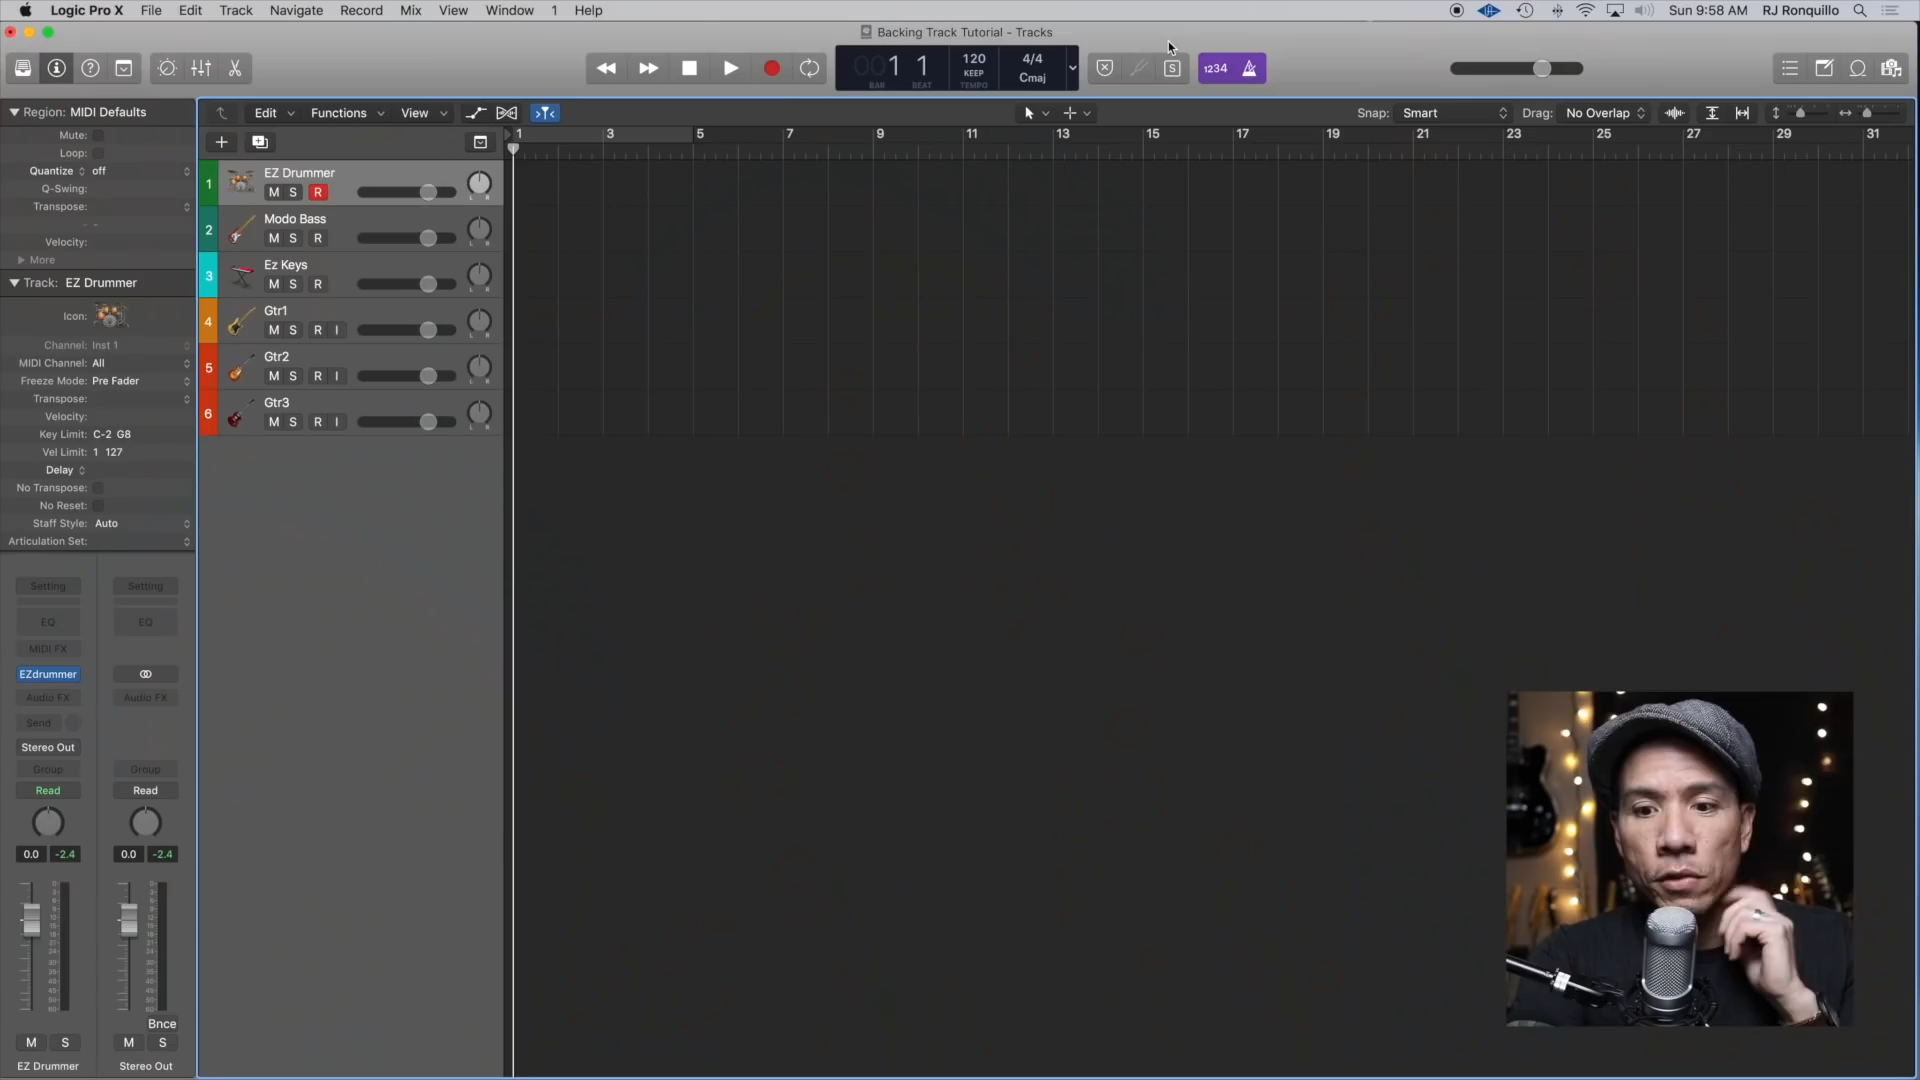 Logic Pro X File Edit Track Navigate Record Mix View Window 1 Help Sun 9:58 AM RJ Ronquillo
Backing Track Tutorial - Tracks
1 1 120 4/4 1234
KEEP Cmaj S
BAR BEAT TEMPO
Region: MIDI Defaults
Edit Functions View Snap: Smart Drag: No Overlap
Mute:
Loop:
Quantize off
Q-Swing:
Transpose:
Velocity:
More
1 3 5 7 9 11 13 15 17 19 21 23 25 27 29 31
1 EZ Drummer
M S R
2 Modo Bass
M S R
3 Ez Keys
M S R
4 Gtr1
M S R I
5 Gtr2
M S R I
6 Gtr3
M S R I
Track: EZ Drummer
Icon:
Channel: Inst 1
MIDI Channel: All
Freeze Mode: Pre Fader
Transpose:
Velocity:
Key Limit: C-2 G8
Vel Limit: 1 127
Delay
No Transpose:
No Reset:
Staff Style: Auto
Articulation Set:
Setting Setting
EQ EQ
MIDI FX
EZdrummer
Audio FX Audio FX
Send
Stereo Out
Group Group
Read Read
0.0 -2.4 0.0 -2.4
Bnce
M S M S
EZ Drummer Stereo Out